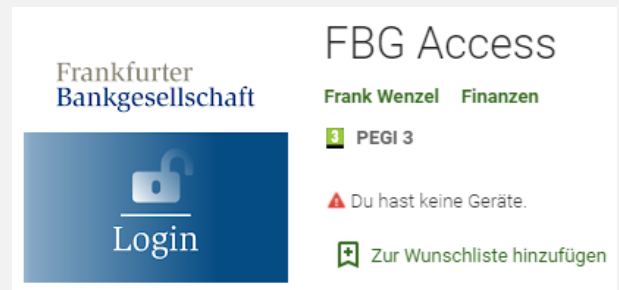 Frankfurter
Bankgesellschaft
Login
FBG Access
Frank Wenzel Finanzen
3 PEGI 3
Du hast keine Geräte.
Zur Wunschliste hinzufügen